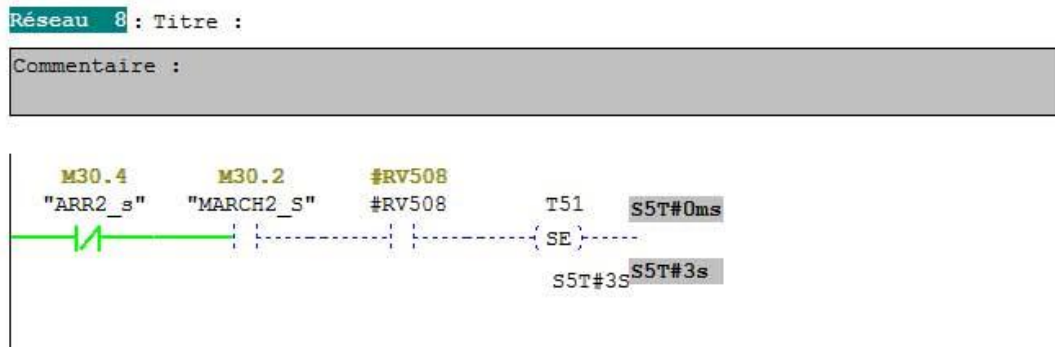 Réseau 8 : Titre :
Commentaire :
M30.4 M30.2 #RV508
"ARR2_s" "MARCH2_S" #RV508 T51 S5T#0ms
SE
S5T#3S S5T#3s